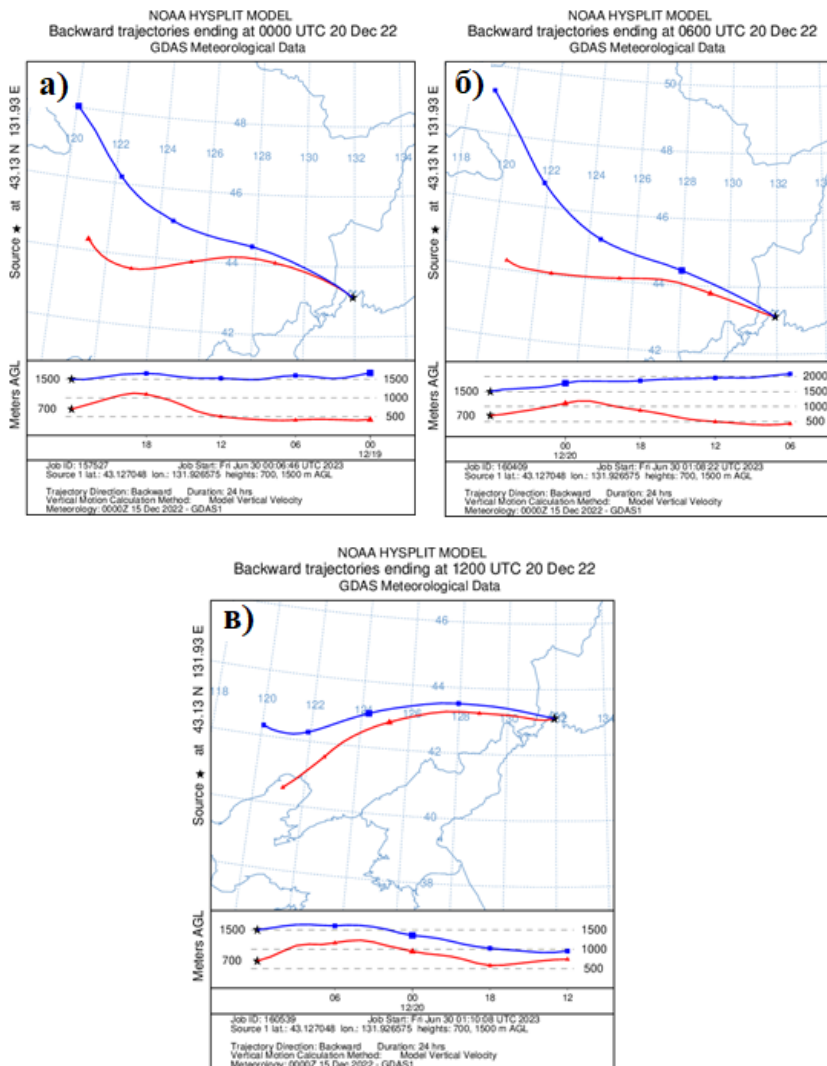 NOAA HYSPLIT MODEL
Backward trajectories ending at 0000 UTC 20 Dec 22
GDAS Meteorological Data
а)
Source ★ at 43.13 N 131.93 E
48
120 122 124 126 128 130 132 134
46
44
42
Meters AGL
1500 1500
1000
700
500
18 12 06 00
12/19
Job ID: 157527 Job Start: Fri Jun 30 00:06:46 UTC 2023
Source 1 lat.: 43.127048 lon.: 131.926575 heights: 700, 1500 m AGL
Trajectory Direction: Backward Duration: 24 hrs
Vertical Motion Calculation Method: Model Vertical Velocity
Meteorology: 0000Z 15 Dec 2022 - GDAS1
NOAA HYSPLIT MODEL
Backward trajectories ending at 0600 UTC 20 Dec 22
GDAS Meteorological Data
б)
Source ★ at 43.13 N 131.93 E
50
48
118 120 122 124 126 128 130 132 134
46
44
42
Meters AGL
2000
1500 1500
1000
700
500
00 18 12 06
12/20
Job ID: 160409 Job Start: Fri Jun 30 01:08:22 UTC 2023
Source 1 lat.: 43.127048 lon.: 131.926575 heights: 700, 1500 m AGL
Trajectory Direction: Backward Duration: 24 hrs
Vertical Motion Calculation Method: Model Vertical Velocity
Meteorology: 0000Z 15 Dec 2022 - GDAS1
NOAA HYSPLIT MODEL
Backward trajectories ending at 1200 UTC 20 Dec 22
GDAS Meteorological Data
в)
Source ★ at 43.13 N 131.93 E
46
44
118 120 122 124 126 128 130 132 134
42
40
38
Meters AGL
1500 1500
1000
700
500
06 00 18 12
12/20
Job ID: 160539 Job Start: Fri Jun 30 01:10:08 UTC 2023
Source 1 lat.: 43.127048 lon.: 131.926575 heights: 700, 1500 m AGL
Trajectory Direction: Backward Duration: 24 hrs
Vertical Motion Calculation Method: Model Vertical Velocity
Meteorology: 0000Z 15 Dec 2022 - GDAS1